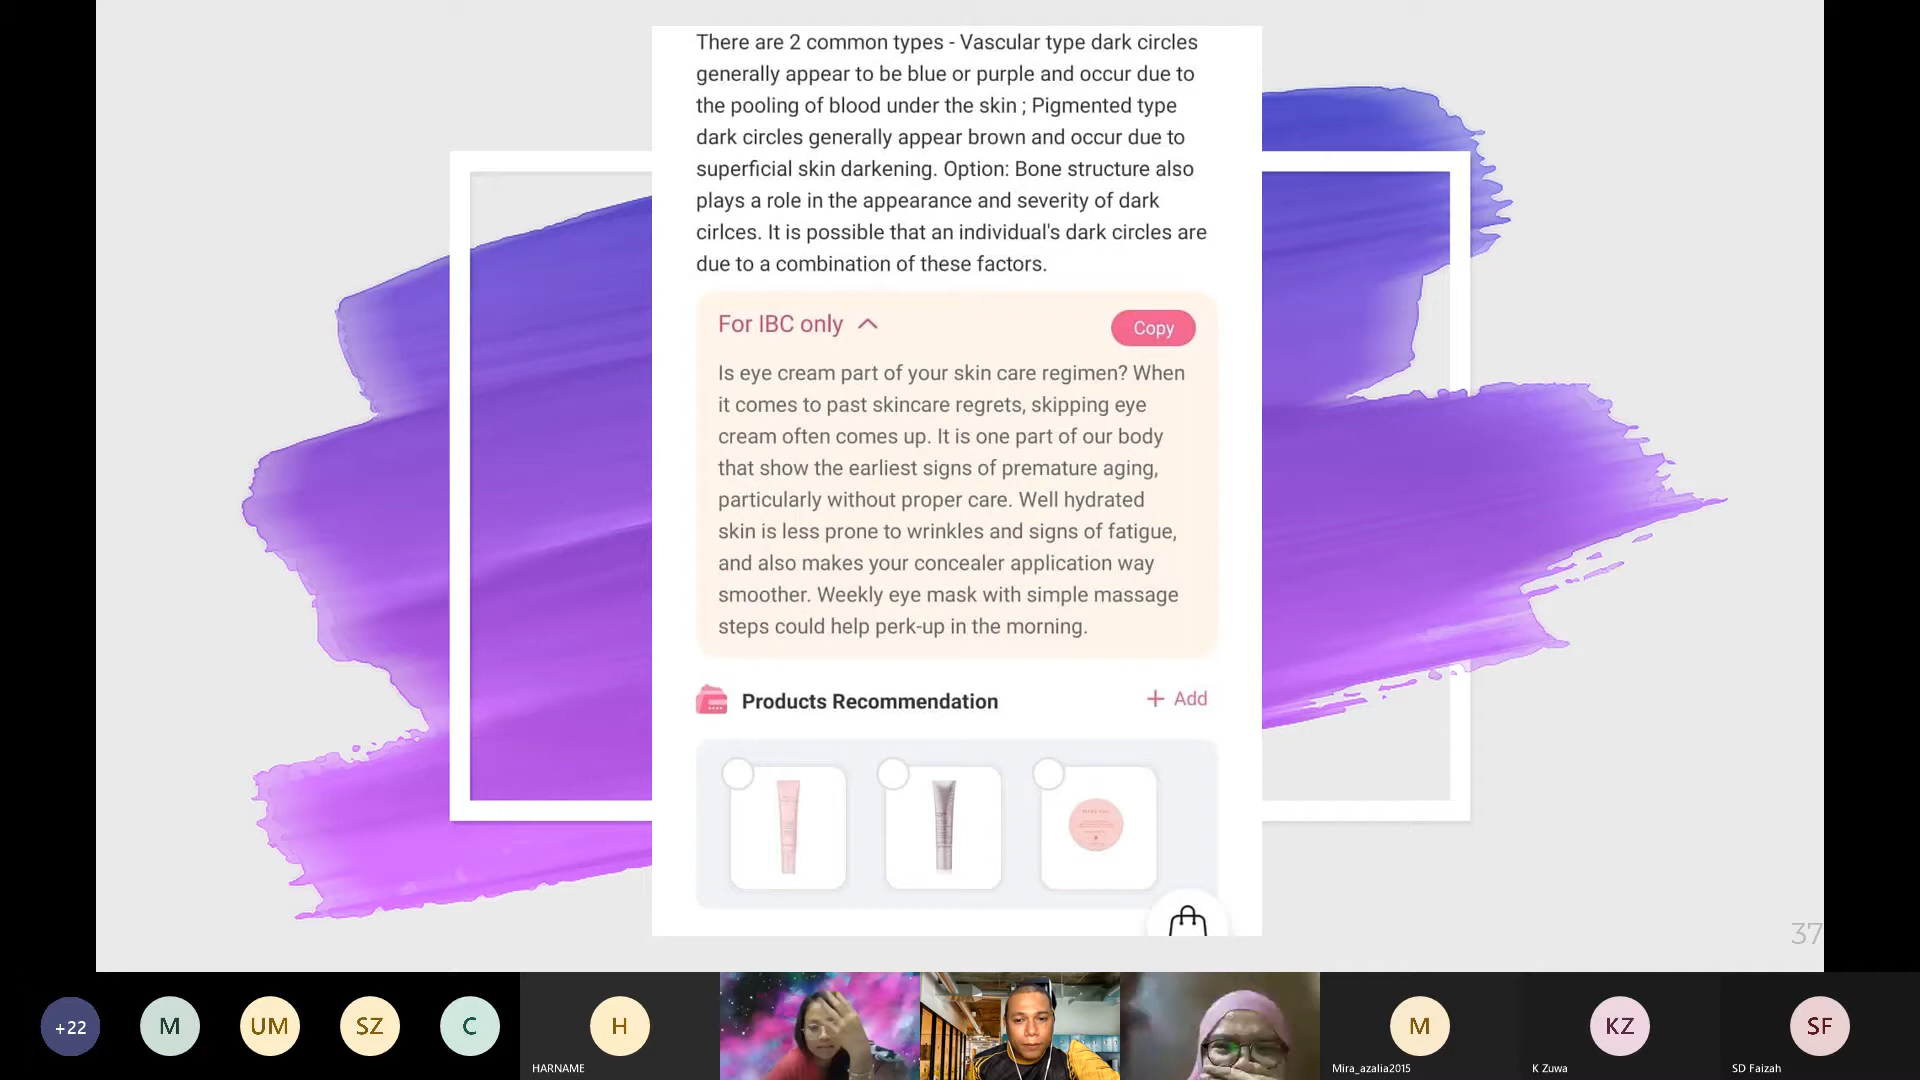 There are 2 common types - Vascular type dark circles
generally appear to be blue or purple and occur due to
the pooling of blood under the skin ; Pigmented type
dark circles generally appear brown and occur due to
superficial skin darkening. Option: Bone structure also
plays a role in the appearance and severity of dark
cirlces. It is possible that an individual's dark circles are
due to a combination of these factors.
For IBC only
Copy
Is eye cream part of your skin care regimen? When
it comes to past skincare regrets, skipping eye
cream often comes up. It is one part of our body
that show the earliest signs of premature aging,
particularly without proper care. Well hydrated
skin is less prone to wrinkles and signs of fatigue,
and also makes your concealer application way
smoother. Weekly eye mask with simple massage
steps could help perk-up in the morning.
Products Recommendation
+ Add
37
+22
M
UM
SZ
C
H
HARNAME
M
Mira_azalia2015
KZ
K Zuwa
SF
SD Faizah